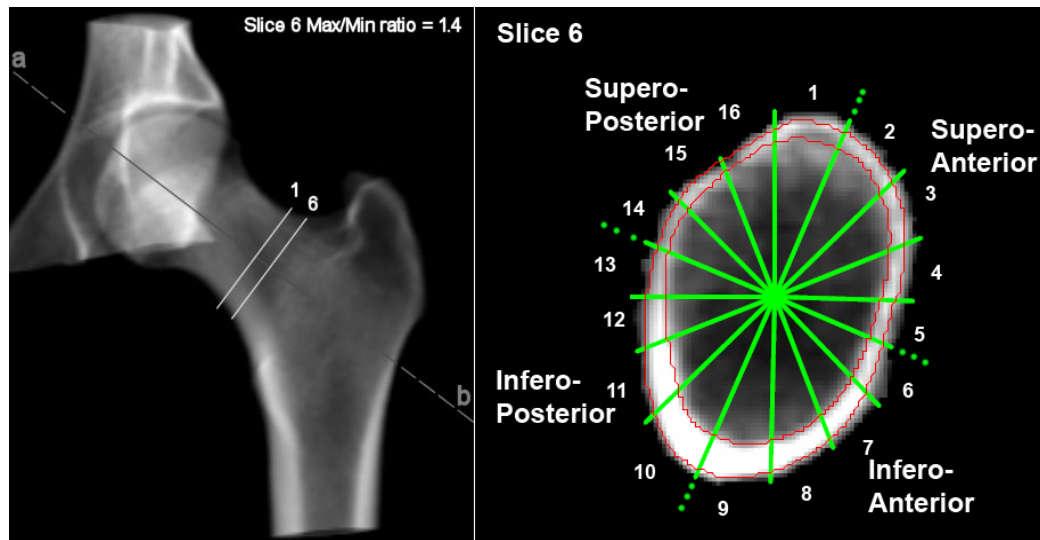 Slice 6 Max/Min ratio = 1.4
a
1
6
b
Slice 6
Supero-
Posterior
16
1
2
Supero-
Anterior
15
3
14
4
13
12
5
Infero-
Posterior
11
6
10
7
Infero-
Anterior
9
8